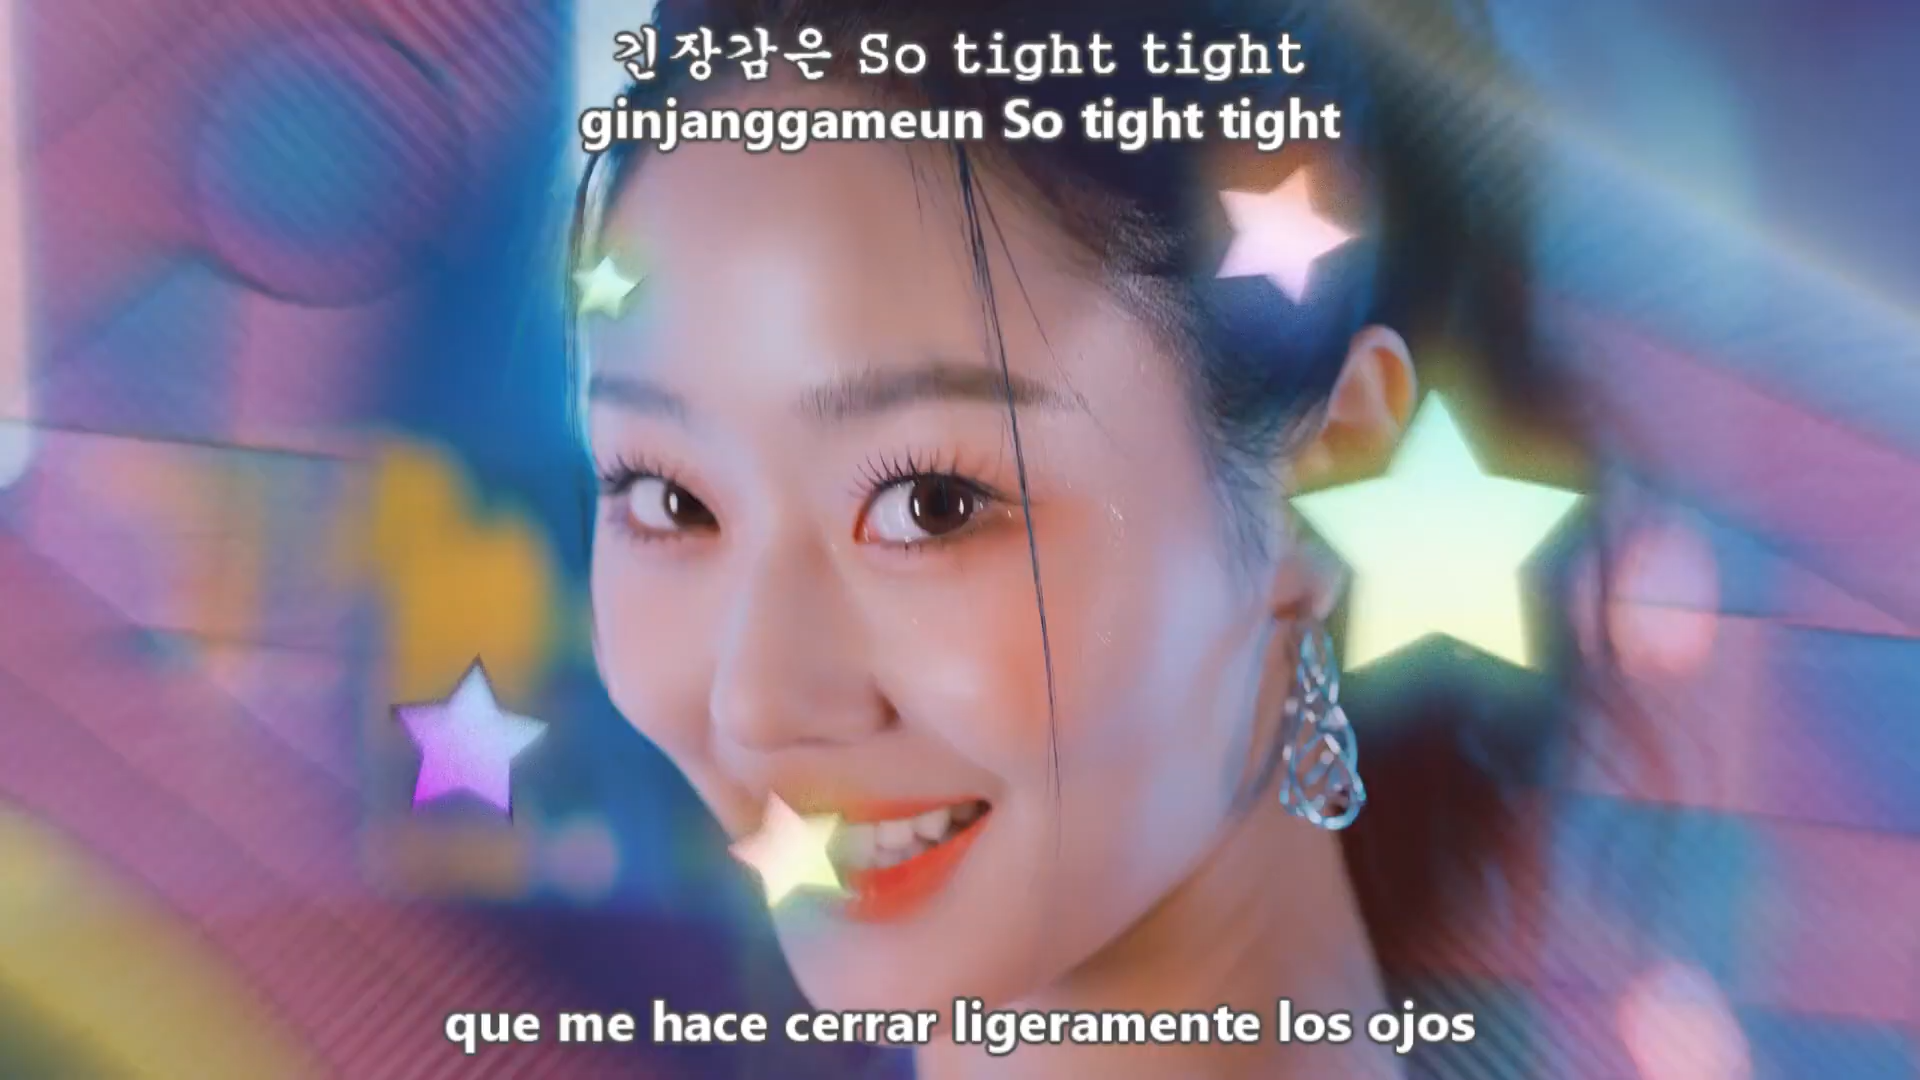 긴장감은 So tight tight
ginjanggameun So tight tight
que me hace cerrar ligeramente los ojos